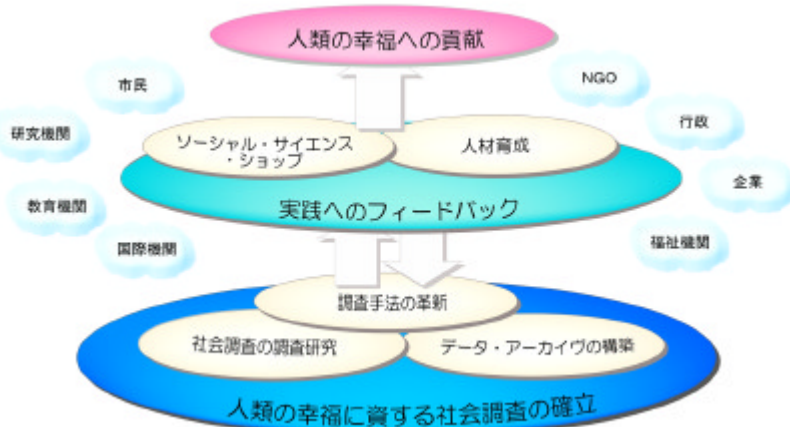 人類の幸福への貢献
市民
NGO
研究機関
行政
ソーシャル・サイエンス
・ショップ
人材育成
企業
教育機関
実践へのフィードバック
国際機関
福祉機関
調査手法の革新
社会調査の調査研究
データ・アーカイヴの構築
人類の幸福に資する社会調査の確立